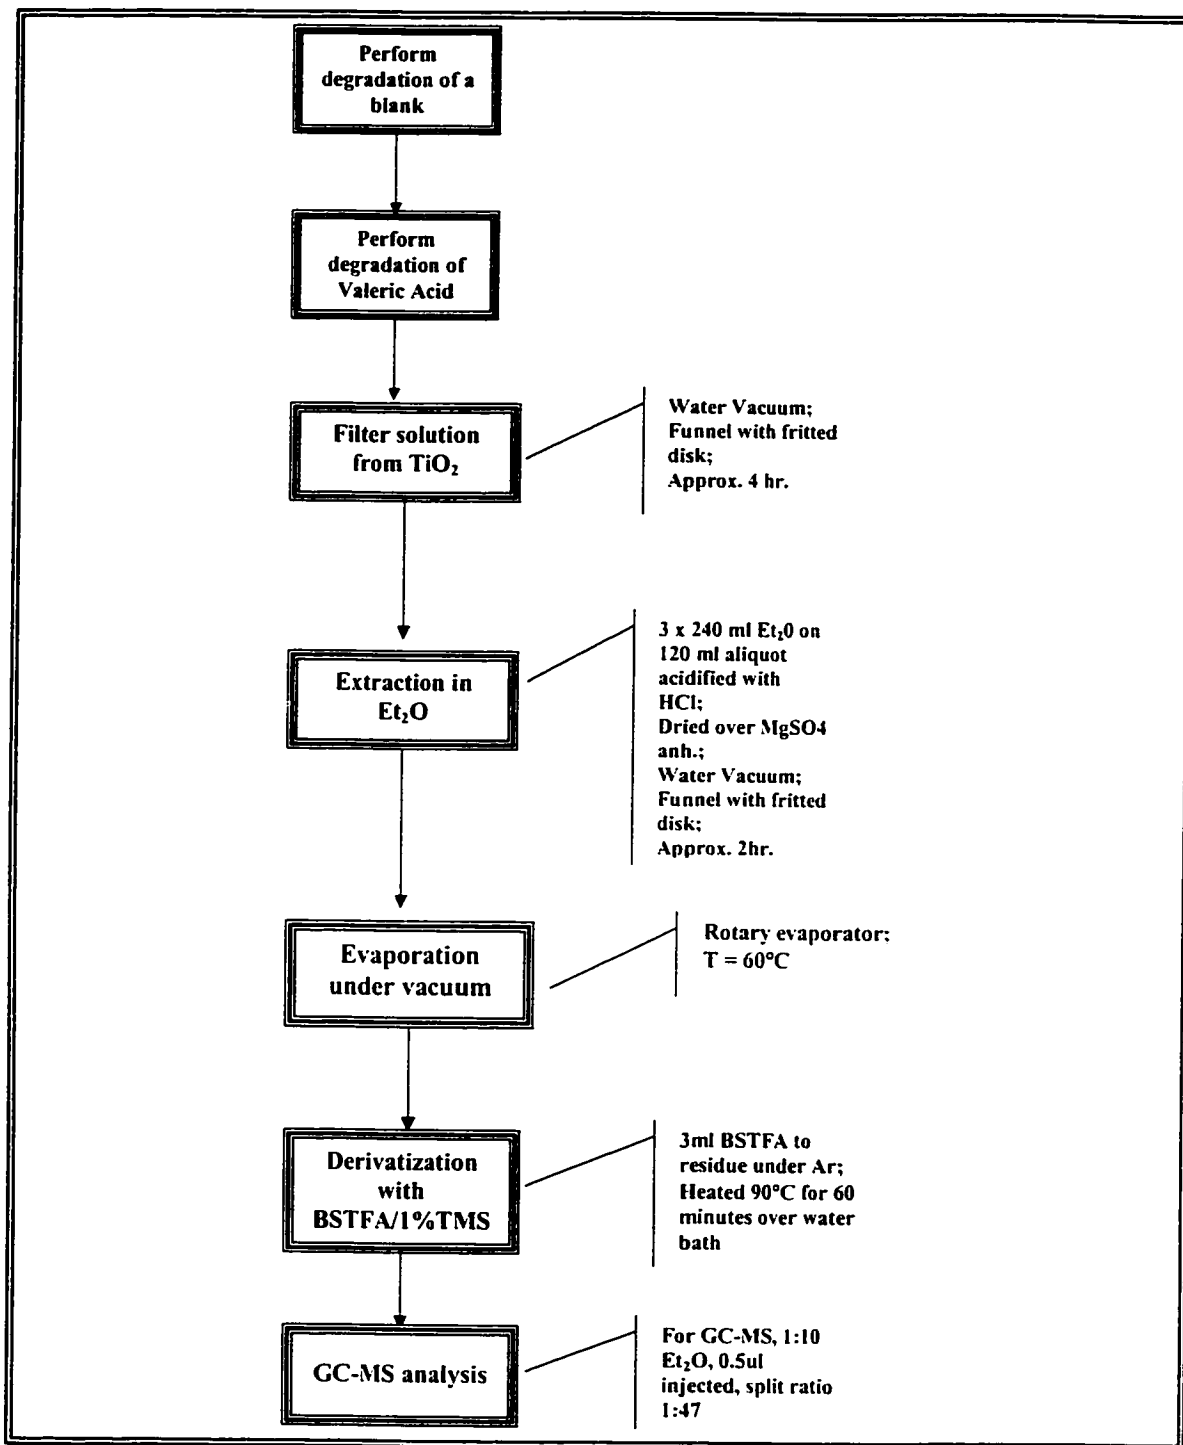 Perform
degradation of a
blank
Perform
degradation of
Valeric Acid
Filter solution
from TiO₂
Water Vacuum;
Funnel with fritted
disk;
Approx. 4 hr.
Extraction in
Et₂O
3 x 240 ml Et₂0 on
120 ml aliquot
acidified with
HCl;
Dried over MgSO4
anh.;
Water Vacuum;
Funnel with fritted
disk;
Approx. 2hr.
Evaporation
under vacuum
Rotary evaporator;
T = 60°C
Derivatization
with
BSTFA/1%TMS
3ml BSTFA to
residue under Ar;
Heated 90°C for 60
minutes over water
bath
GC-MS analysis
For GC-MS, 1:10
Et₂O, 0.5ul
injected, split ratio
1:47